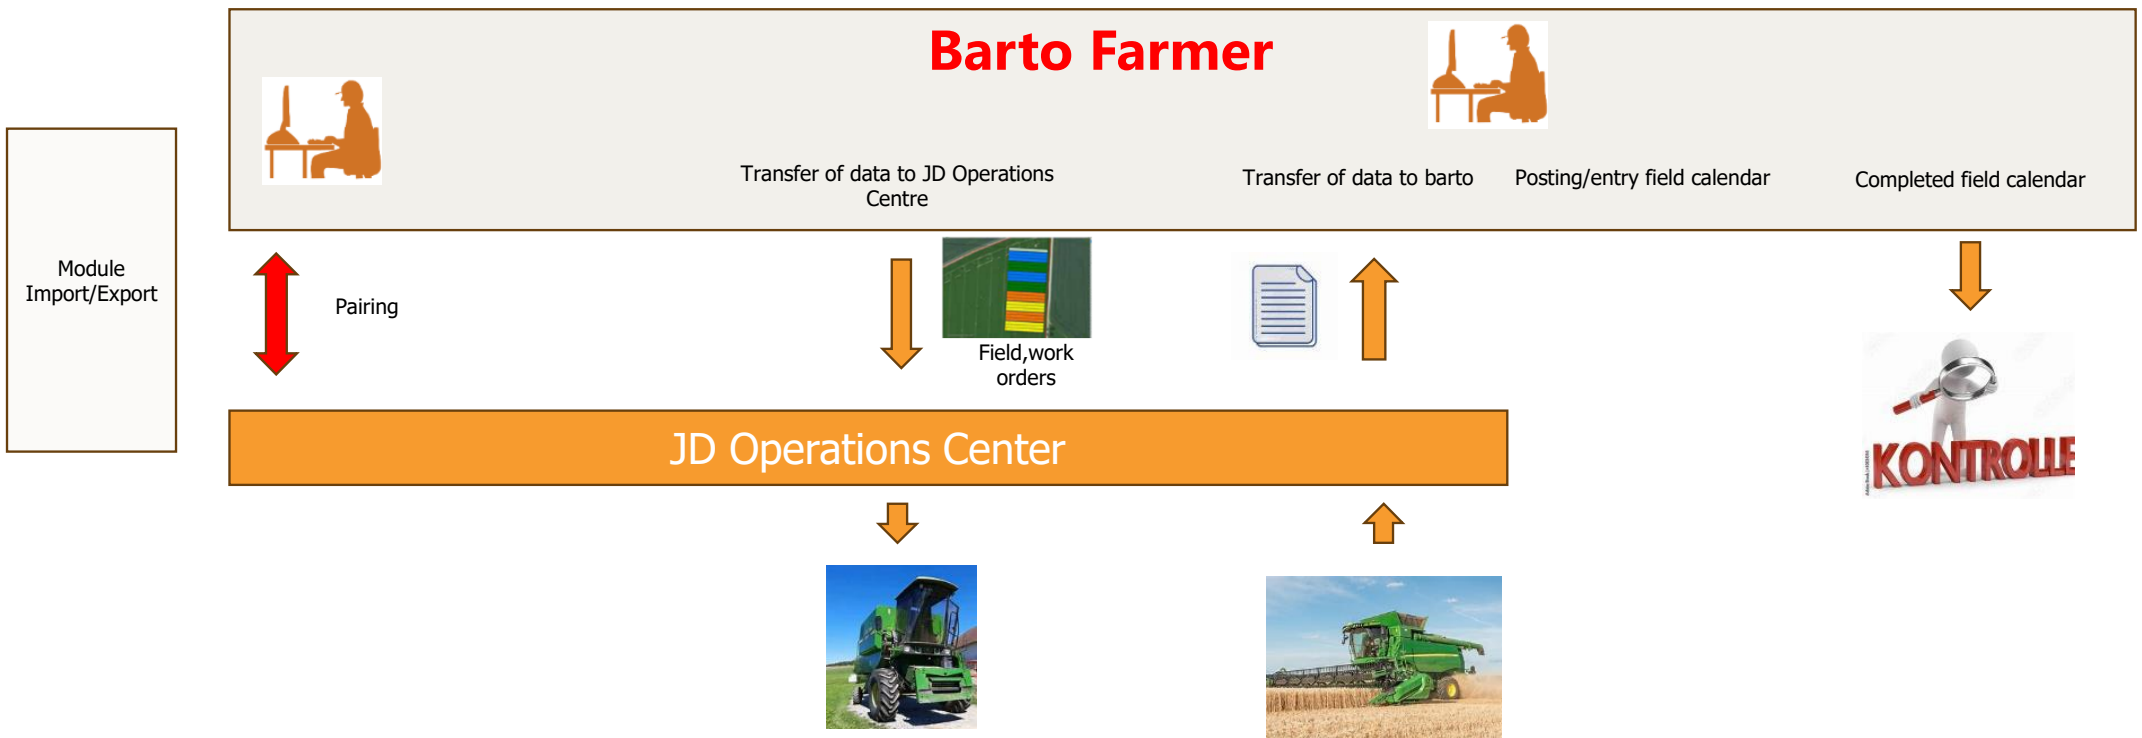 Barto Farmer
Transfer of data to JD Operations
Centre
Transfer of data to barto
Posting/entry field calendar
Completed field calendar
Module
Import/Export
Pairing
Field,work
orders
JD Operations Center
KONTROLLE